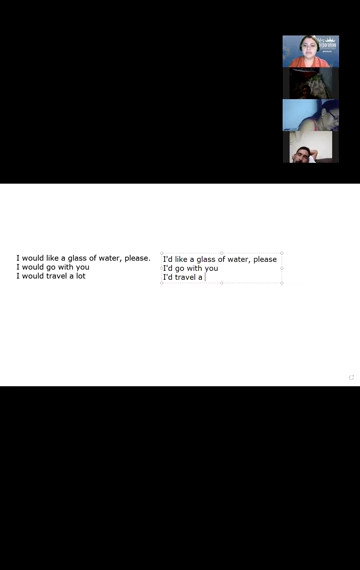 I would like a glass of water, please.
I would go with you
I would travel a lot
I'd like a glass of water, please
I'd go with you
I'd travel a
12